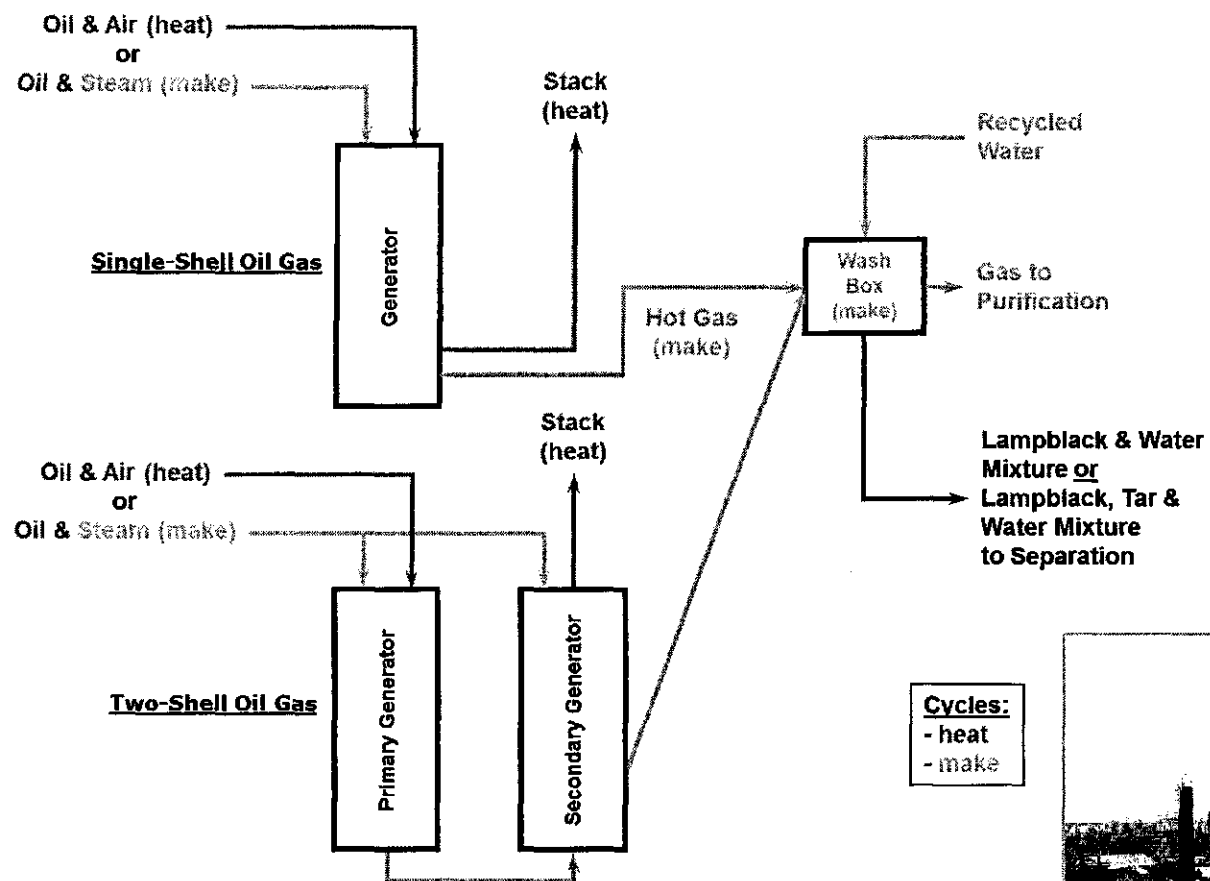 Oil & Air (heat)
or
Oil & Steam (make)
Stack
(heat)
Recycled
Water
Single-Shell Oil Gas
Generator
Wash
Box
(make)
Gas to
Purification
Hot Gas
(make)
Stack
(heat)
Lampblack & Water
Mixture or
Lampblack, Tar &
Water Mixture
to Separation
Oil & Air (heat)
or
Oil & Steam (make)
Two-Shell Oil Gas
Primary Generator
Secondary Generator
Cycles:
- heat
- make